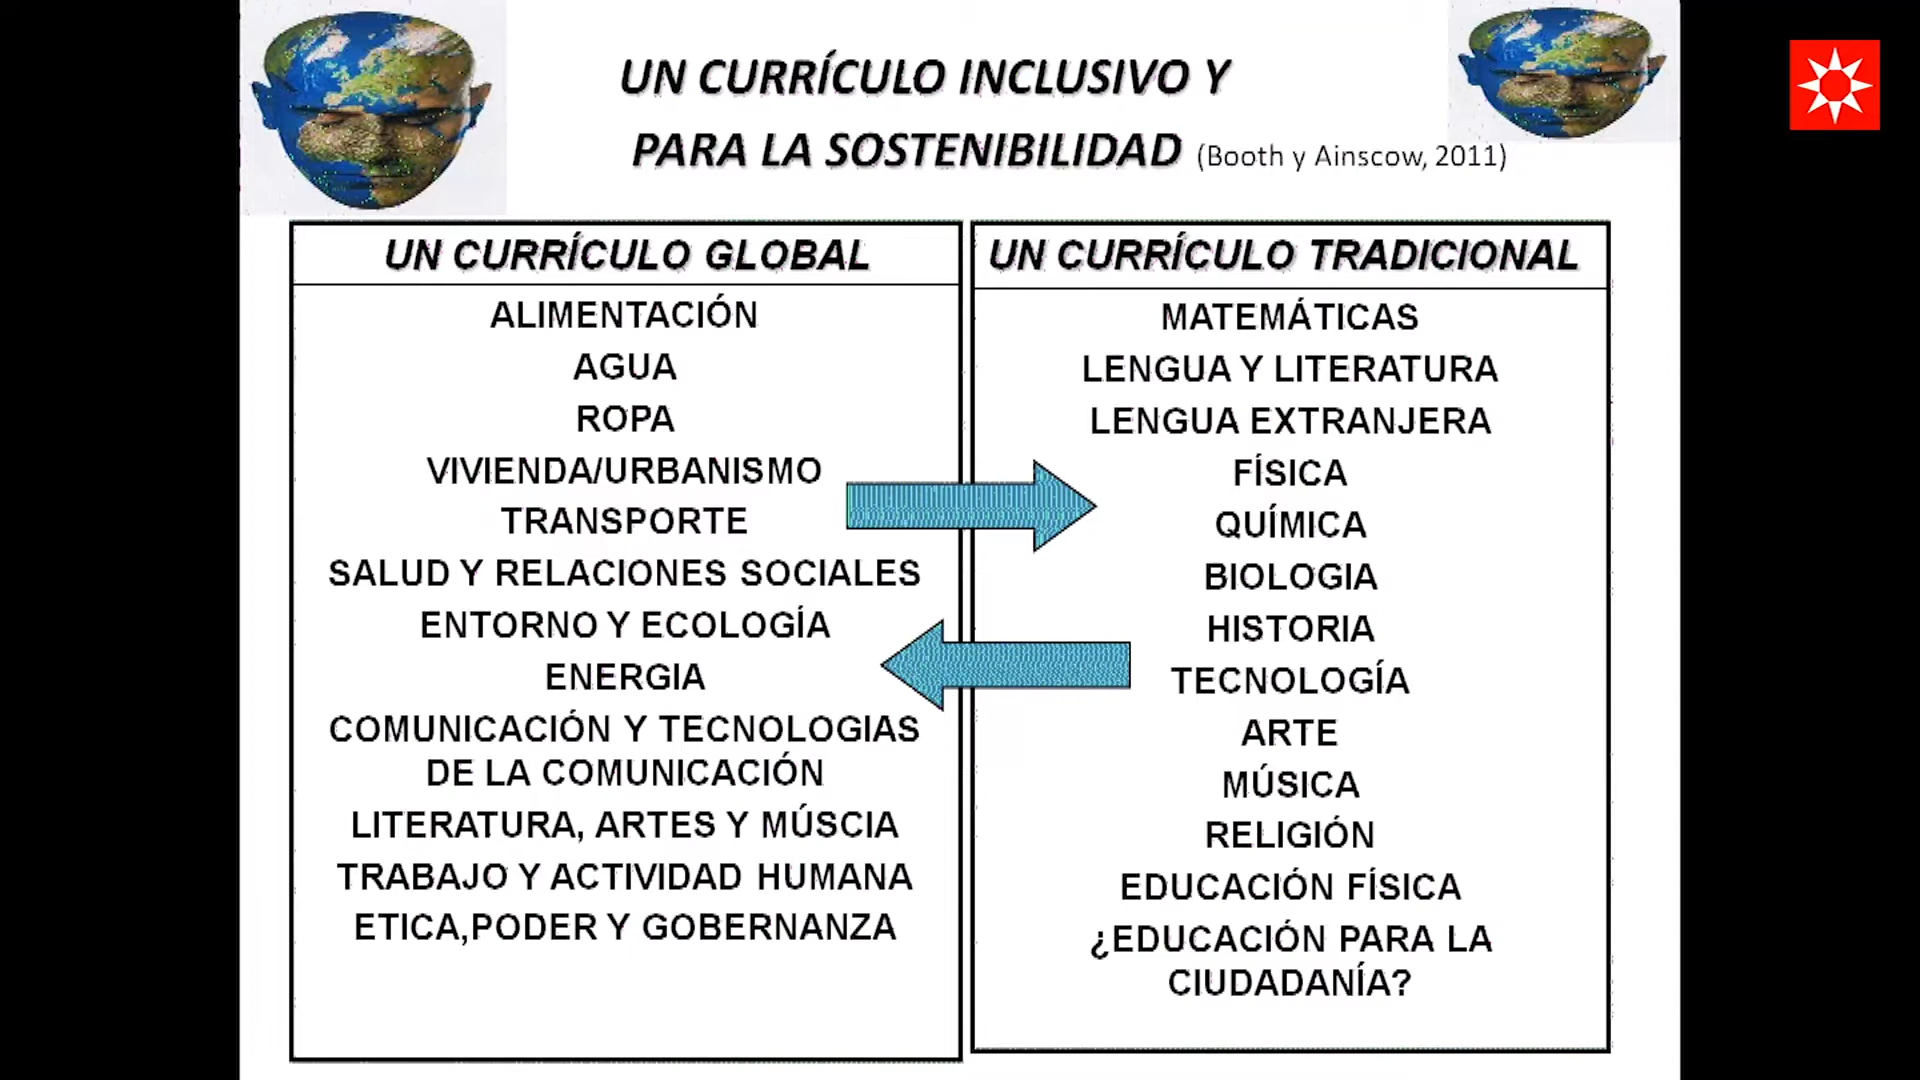 UN CURRÍCULO INCLUSIVO Y
PARA LA SOSTENIBILIDAD (Booth y Ainscow, 2011)
UN CURRÍCULO GLOBAL
ALIMENTACIÓN
AGUA
ROPA
VIVIENDA/URBANISMO
TRANSPORTE
SALUD Y RELACIONES SOCIALES
ENTORNO Y ECOLOGÍA
ENERGIA
COMUNICACIÓN Y TECNOLOGIAS
DE LA COMUNICACIÓN
LITERATURA, ARTES Y MÚSCIA
TRABAJO Y ACTIVIDAD HUMANA
ETICA,PODER Y GOBERNANZA
UN CURRÍCULO TRADICIONAL
MATEMÁTICAS
LENGUA Y LITERATURA
LENGUA EXTRANJERA
FÍSICA
QUÍMICA
BIOLOGIA
HISTORIA
TECNOLOGÍA
ARTE
MÚSICA
RELIGIÓN
EDUCACIÓN FÍSICA
¿EDUCACIÓN PARA LA
CIUDADANÍA?